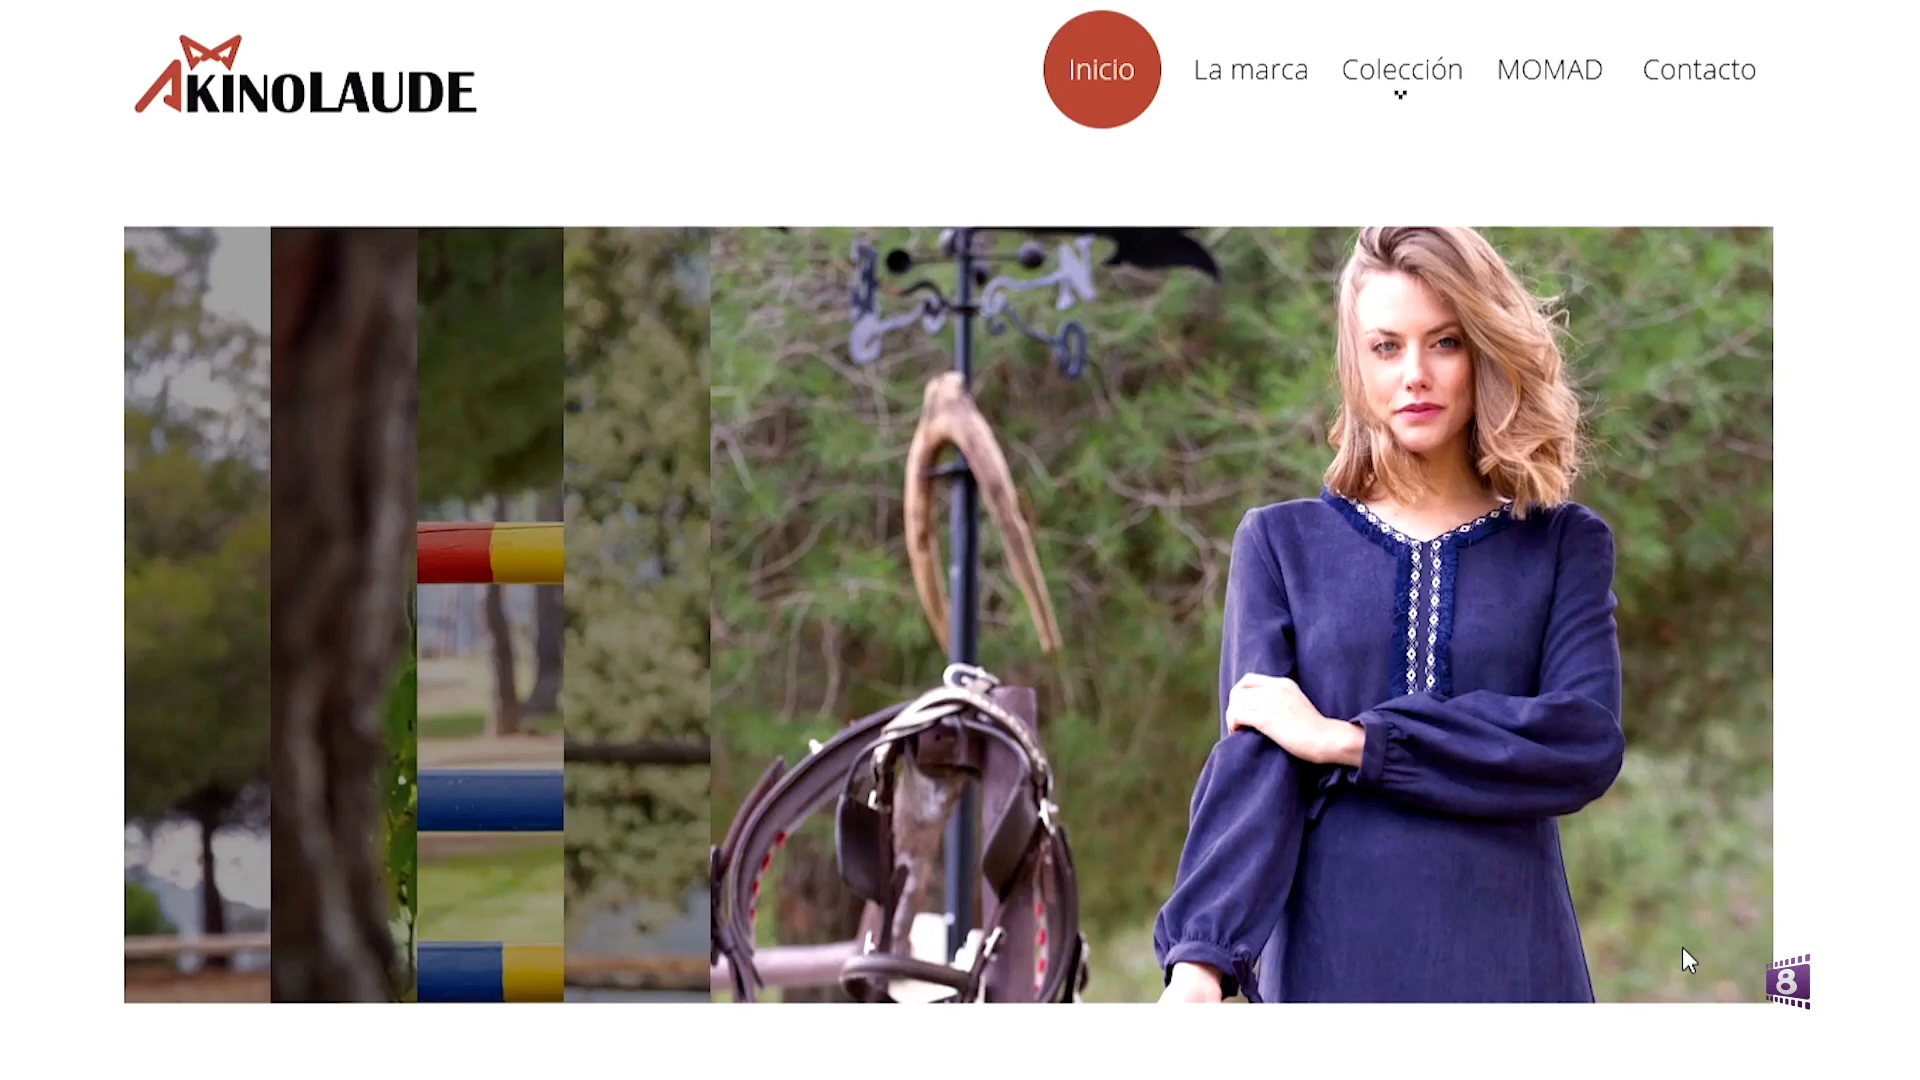 AKINOLAUDE
Inicio
La marca
Colección
MOMAD
Contacto
N
8